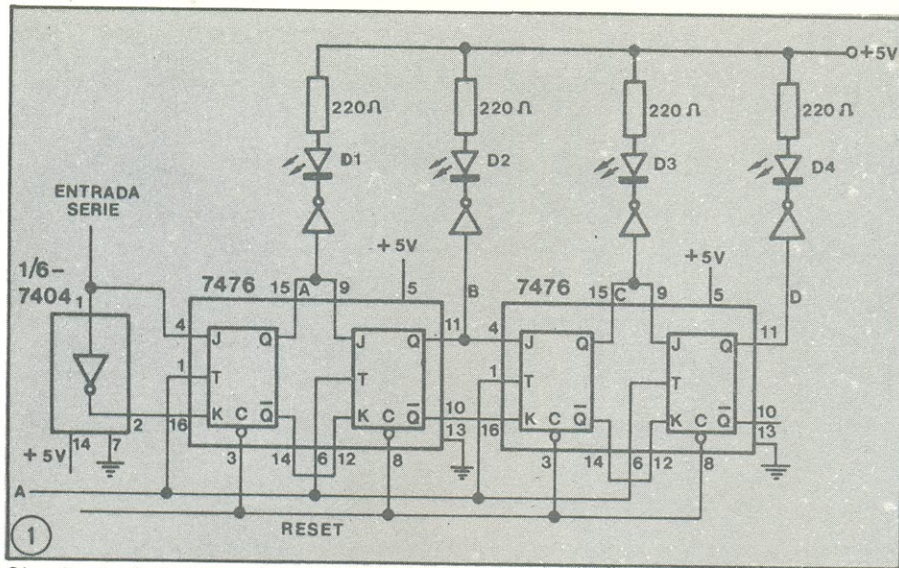 +5V
220Ω 220Ω 220Ω 220Ω
D1 D2 D3 D4
ENTRADA
SERIE
1/6-
7404
+5V +5V
7476 7476
15 A 9 5 B 15 C 9 5 D
1
4 J Q J Q 11 4 J Q J Q 11
1 T T 1 T T
K C Q̅ K C Q̅ 10 K C Q̅ K C Q̅ 10
2 16 13 16 13
14 7 3 14 6 12 8 3 14 6 12 8
+5V
A
RESET
1